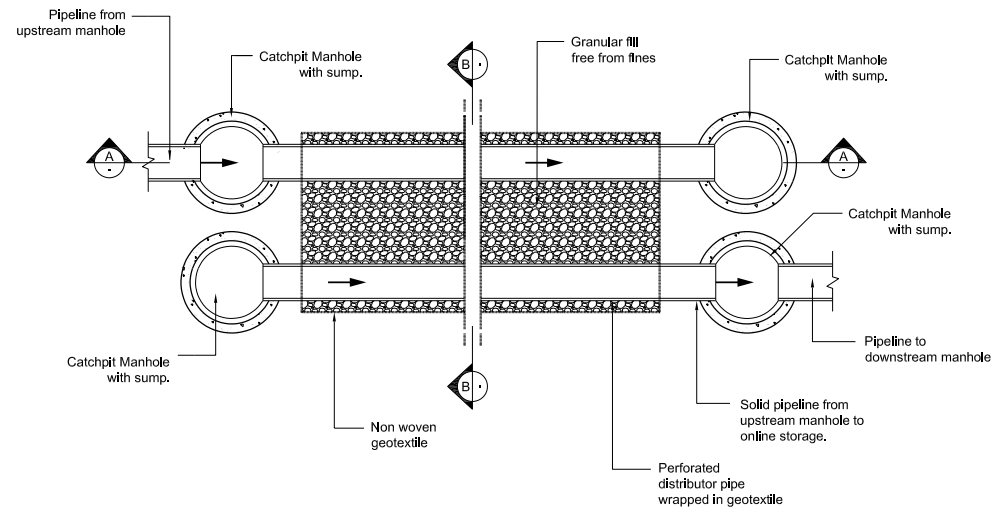 Pipeline from
upstream manhole
Catchpit Manhole
with sump.
B
Granular fill
free from fines
Catchpit Manhole
with sump.
A
A
Catchpit Manhole
with sump.
Catchpit Manhole
with sump.
B
Pipeline to
downstream manhole
Non woven
geotextile
Solid pipeline from
upstream manhole to
online storage.
Perforated
distributor pipe
wrapped in geotextile